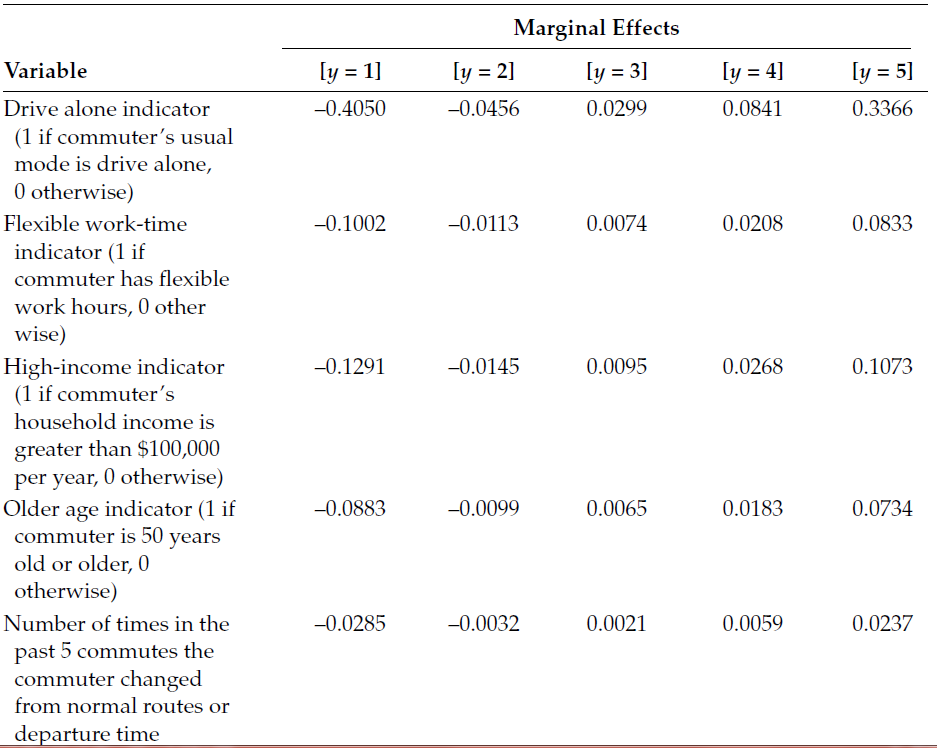 Marginal Effects
Variable [y = 1] [y = 2] [y = 3] [y = 4] [y = 5]
Drive alone indicator –0.4050 –0.0456 0.0299 0.0841 0.3366
(1 if commuter’s usual
mode is drive alone,
0 otherwise)
Flexible work-time –0.1002 –0.0113 0.0074 0.0208 0.0833
indicator (1 if
commuter has flexible
work hours, 0 other
wise)
High-income indicator –0.1291 –0.0145 0.0095 0.0268 0.1073
(1 if commuter’s
household income is
greater than $100,000
per year, 0 otherwise)
Older age indicator (1 if –0.0883 –0.0099 0.0065 0.0183 0.0734
commuter is 50 years
old or older, 0
otherwise)
Number of times in the –0.0285 –0.0032 0.0021 0.0059 0.0237
past 5 commutes the
commuter changed
from normal routes or
departure time